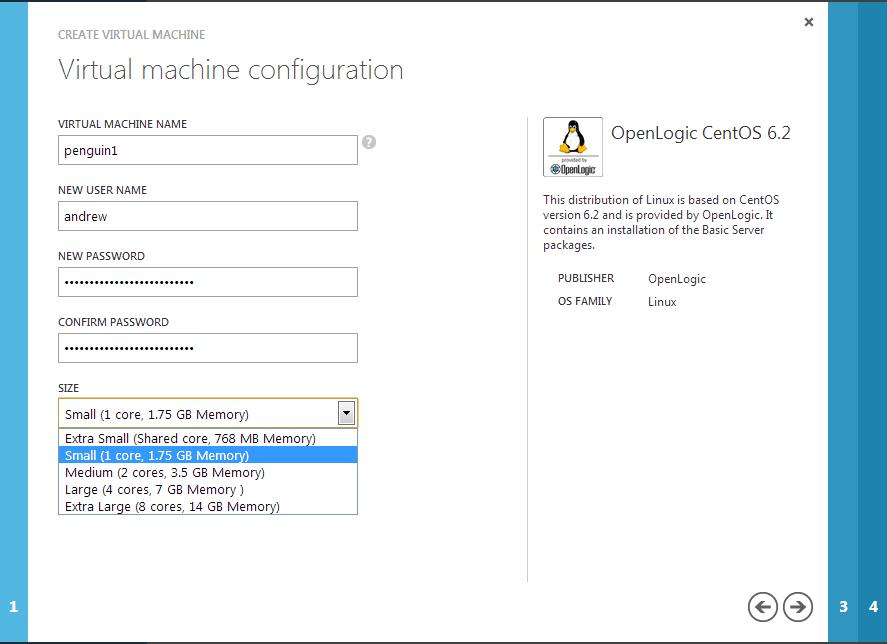 CREATE VIRTUAL MACHINE
Virtual machine configuration
VIRTUAL MACHINE NAME
penguin1
?
NEW USER NAME
andrew
NEW PASSWORD
••••••••••••••••••••••••••
CONFIRM PASSWORD
••••••••••••••••••••••••••
SIZE
Small (1 core, 1.75 GB Memory)
Extra Small (Shared core, 768 MB Memory)
Small (1 core, 1.75 GB Memory)
Medium (2 cores, 3.5 GB Memory)
Large (4 cores, 7 GB Memory )
Extra Large (8 cores, 14 GB Memory)
provided by
OpenLogic
OpenLogic CentOS 6.2
This distribution of Linux is based on CentOS
version 6.2 and is provided by OpenLogic. It
contains an installation of the Basic Server
packages.
PUBLISHER OpenLogic
OS FAMILY Linux
1
3
4